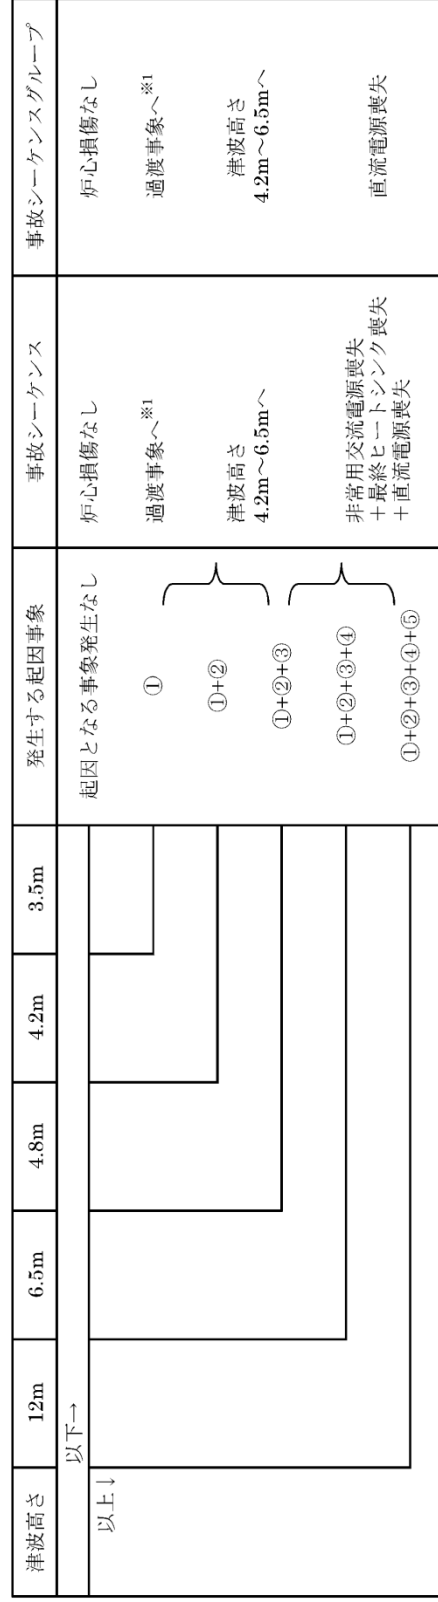 津波高さ 12m 6.5m 4.8m 4.2m 3.5m 発生する起因事象 事故シーケンス 事故シーケンスグループ
以下→
以上↓
起因となる事象発生なし 炉心損傷なし 炉心損傷なし
① 過渡事象へ※1 過渡事象へ※1
①+②
津波高さ
4.2m～6.5mへ
津波高さ
4.2m～6.5mへ
①+②+③
①+②+③+④
非常用交流電源喪失
＋最終ヒートシンク喪失
＋直流電源喪失
直流電源喪失
①+②+③+④+⑤